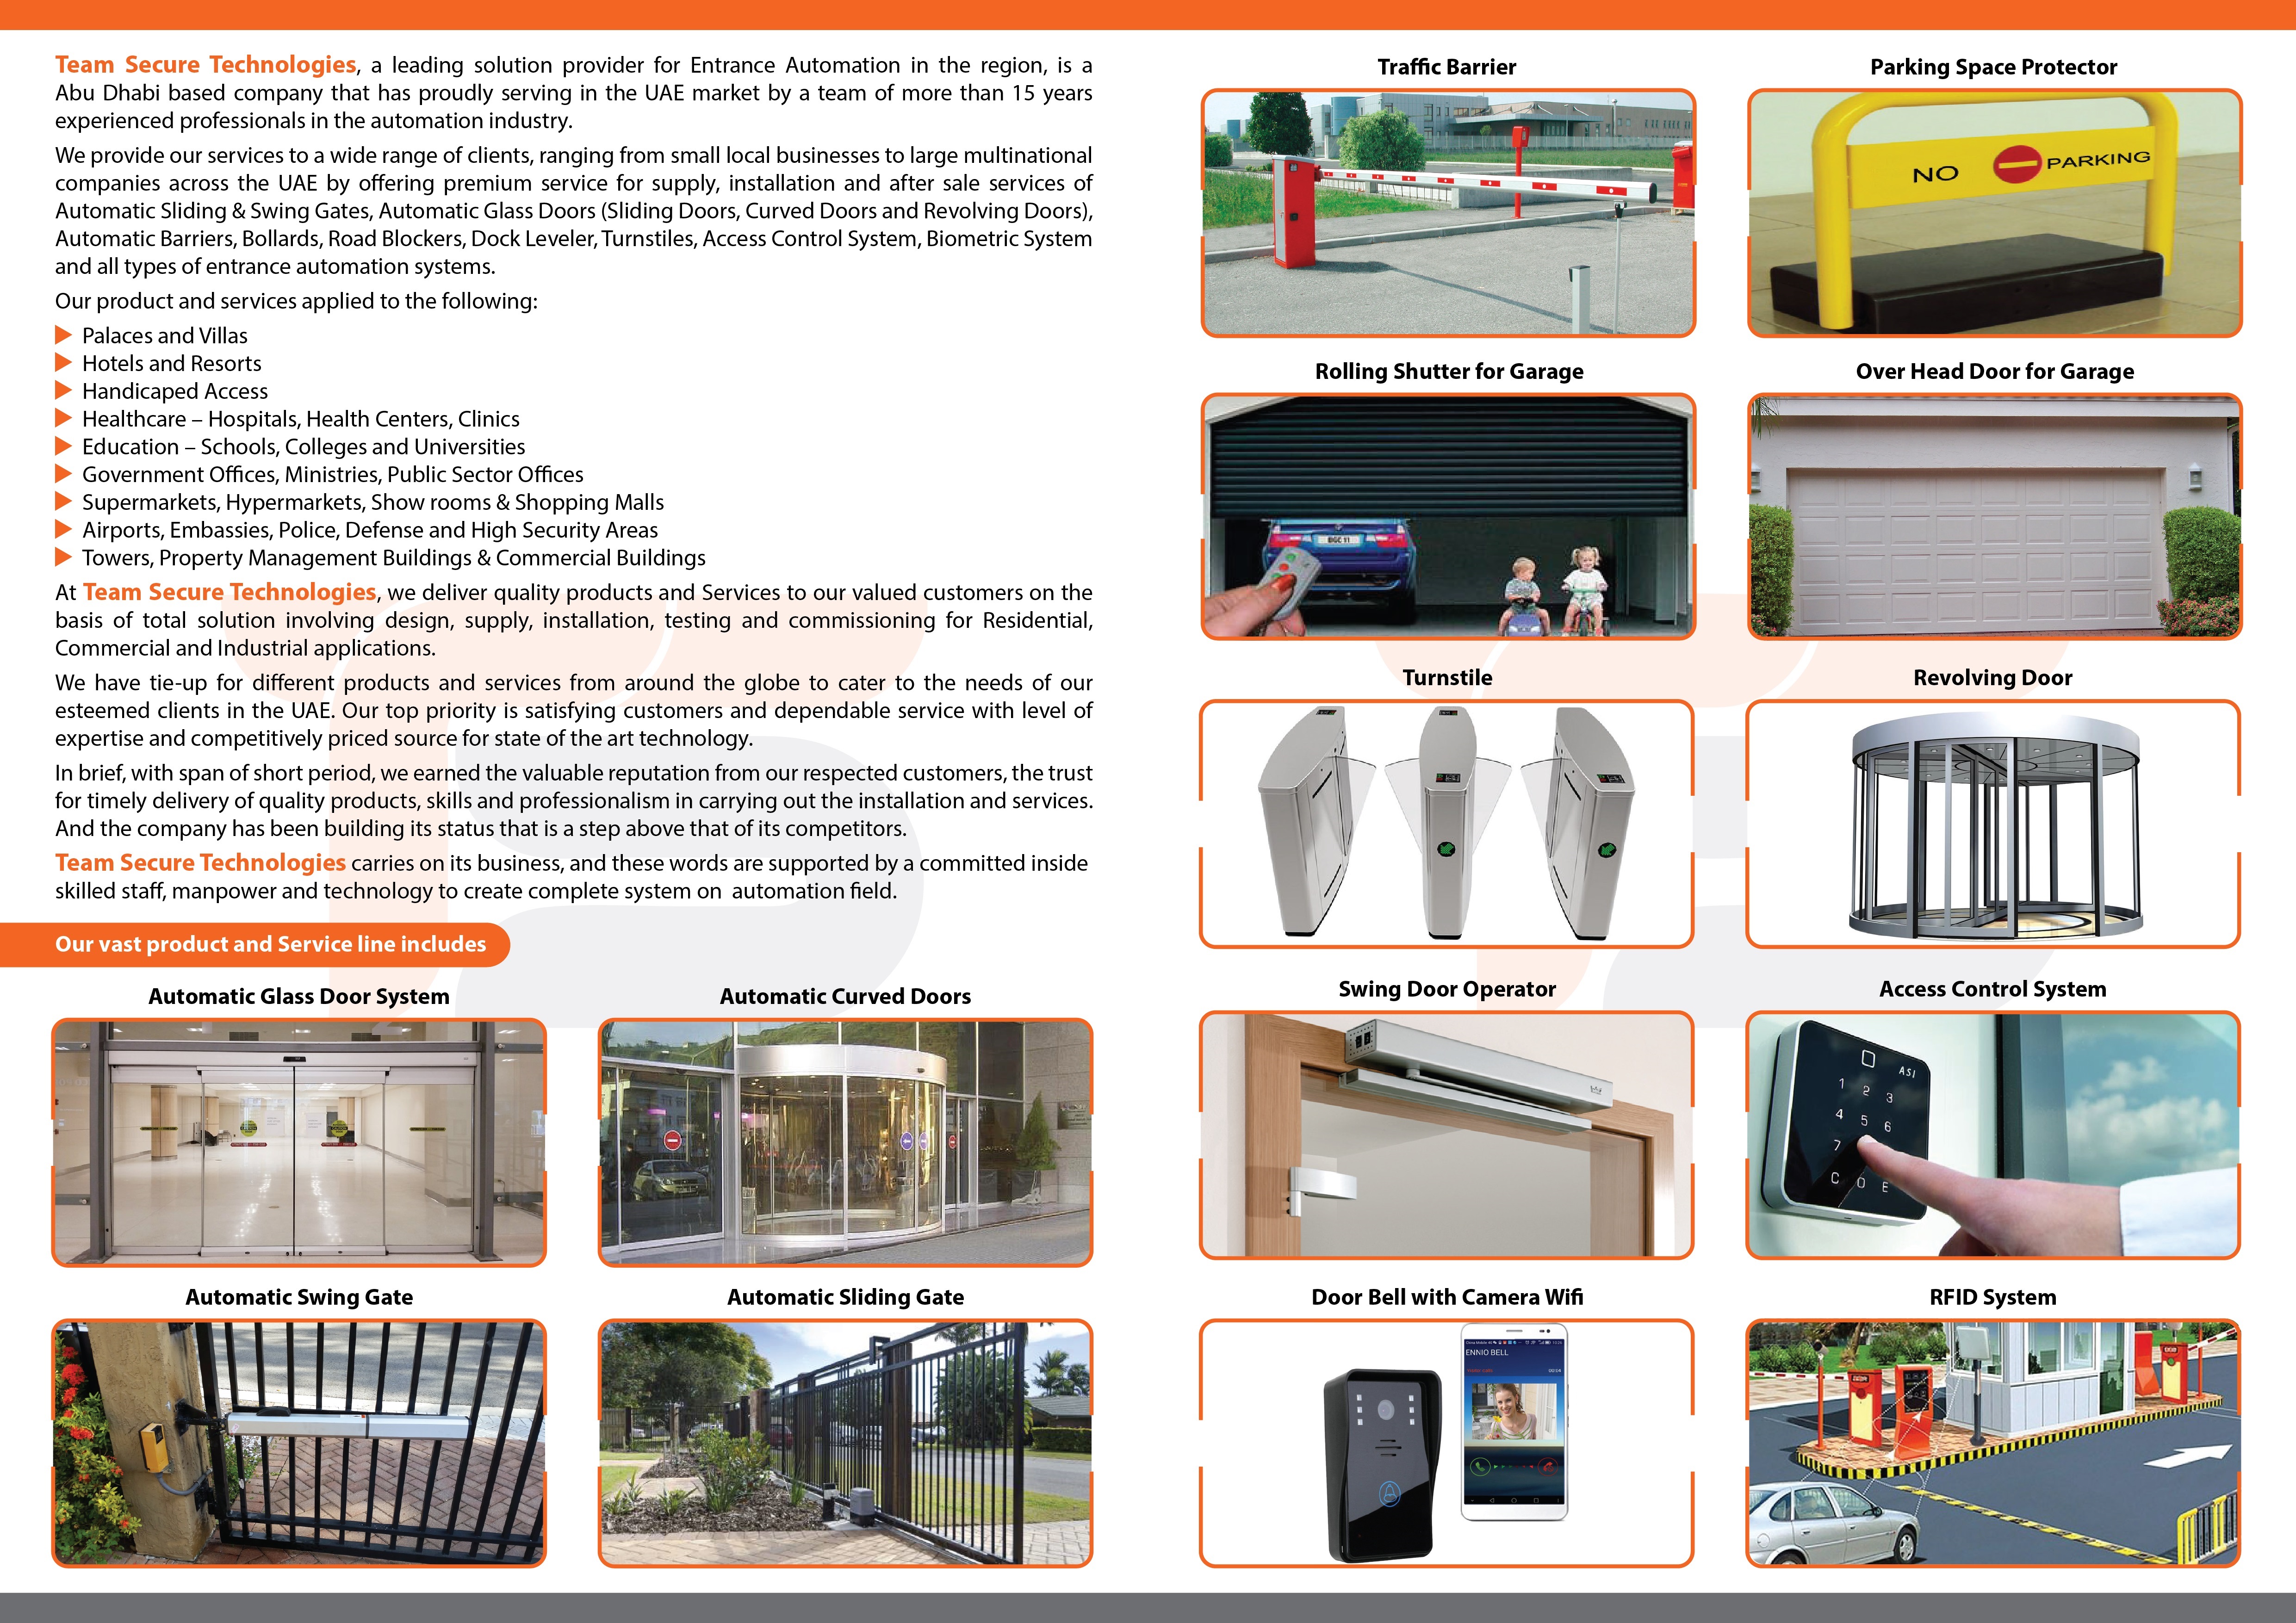 Team Secure Technologies, a leading solution provider for Entrance Automation in the region, is a
Abu Dhabi based company that has proudly serving in the UAE market by a team of more than 15 years
experienced professionals in the automation industry.
We provide our services to a wide range of clients, ranging from small local businesses to large multinational
companies across the UAE by offering premium service for supply, installation and after sale services of
Automatic Sliding & Swing Gates, Automatic Glass Doors (Sliding Doors, Curved Doors and Revolving Doors),
Automatic Barriers, Bollards, Road Blockers, Dock Leveler, Turnstiles, Access Control System, Biometric System
and all types of entrance automation systems.
Our product and services applied to the following:
Palaces and Villas
Hotels and Resorts
Handicaped Access
Healthcare – Hospitals, Health Centers, Clinics
Education – Schools, Colleges and Universities
Government Offices, Ministries, Public Sector Offices
Supermarkets, Hypermarkets, Show rooms & Shopping Malls
Airports, Embassies, Police, Defense and High Security Areas
Towers, Property Management Buildings & Commercial Buildings
At Team Secure Technologies, we deliver quality products and Services to our valued customers on the
basis of total solution involving design, supply, installation, testing and commissioning for Residential,
Commercial and Industrial applications.
We have tie-up for different products and services from around the globe to cater to the needs of our
esteemed clients in the UAE. Our top priority is satisfying customers and dependable service with level of
expertise and competitively priced source for state of the art technology.
In brief, with span of short period, we earned the valuable reputation from our respected customers, the trust
for timely delivery of quality products, skills and professionalism in carrying out the installation and services.
And the company has been building its status that is a step above that of its competitors.
Team Secure Technologies carries on its business, and these words are supported by a committed inside
skilled staff, manpower and technology to create complete system on automation field.
Our vast product and Service line includes
Automatic Glass Door System
Automatic Curved Doors
Automatic Swing Gate
Automatic Sliding Gate
Traffic Barrier
Parking Space Protector
NO PARKING
Rolling Shutter for Garage
BGC 11
Over Head Door for Garage
Turnstile
Revolving Door
Swing Door Operator
Access Control System
ASI
1 2 3
4 5 6
7
C 0 E
Door Bell with Camera Wifi
ENNIO BELL
RFID System